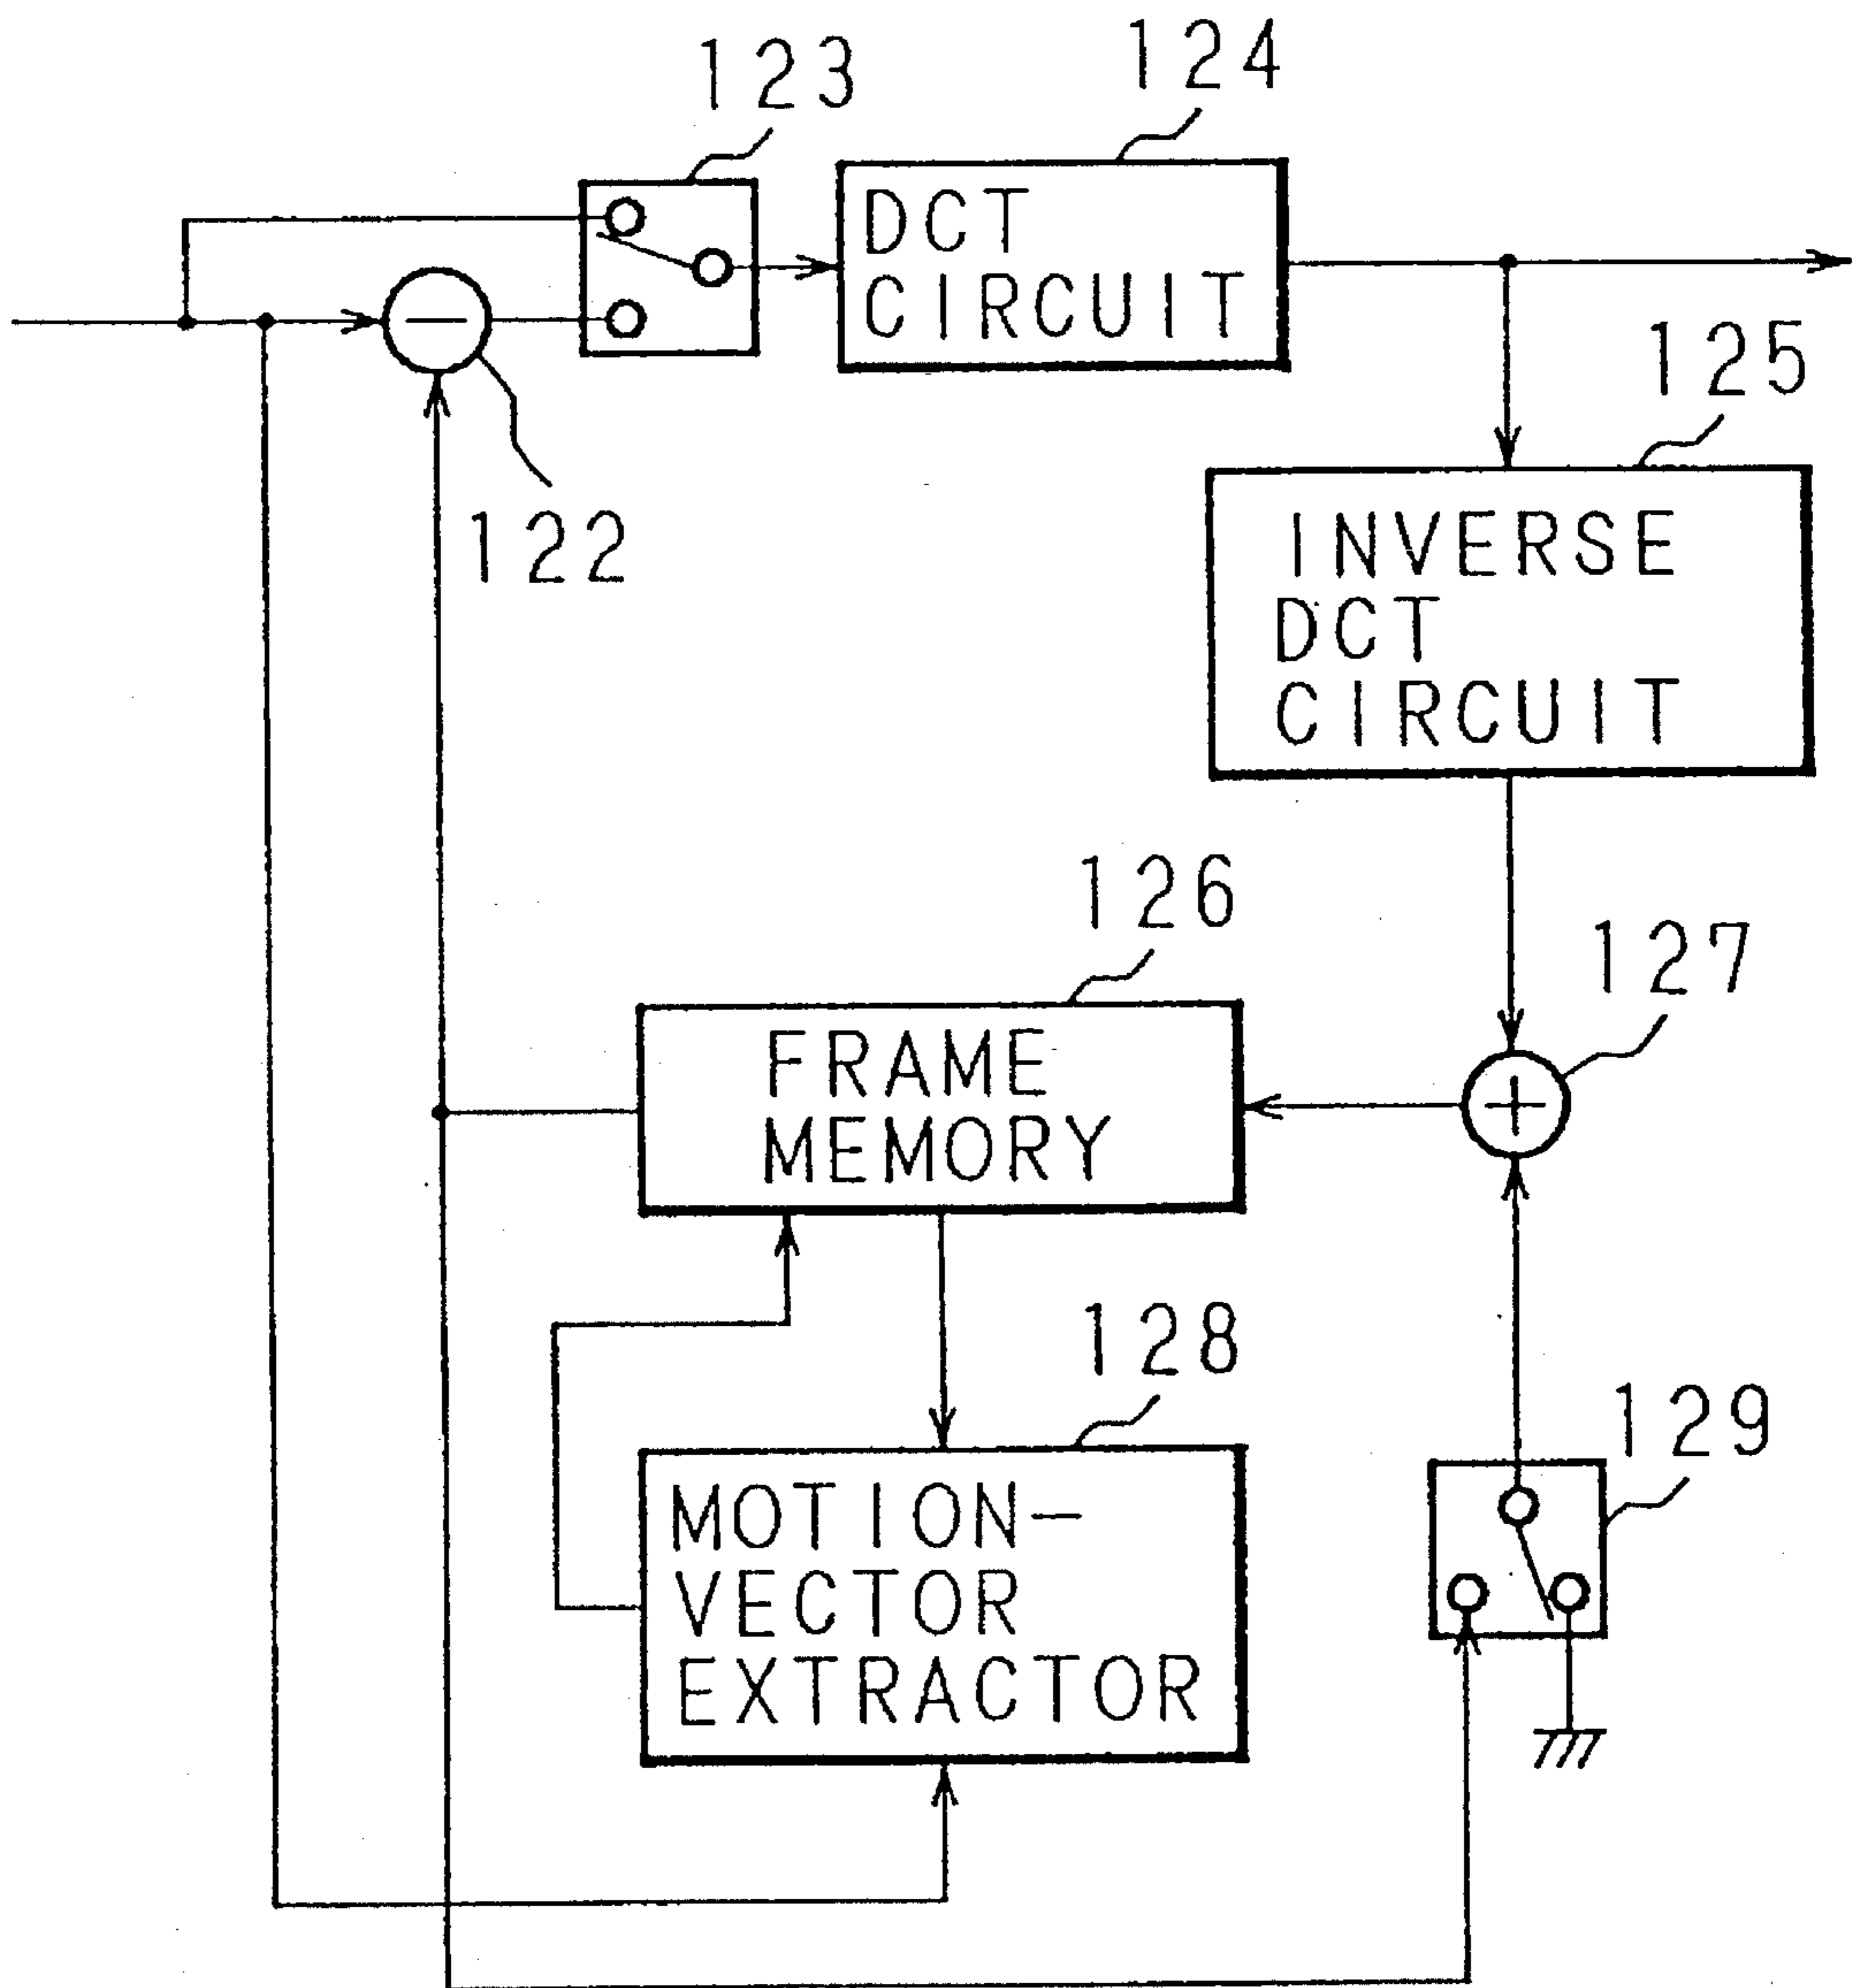 123
124
DCT
CIRCUIT
125
122
INVERSE
DCT
CIRCUIT
126
127
FRAME
MEMORY
128
129
MOTION-
VECTOR
EXTRACTOR